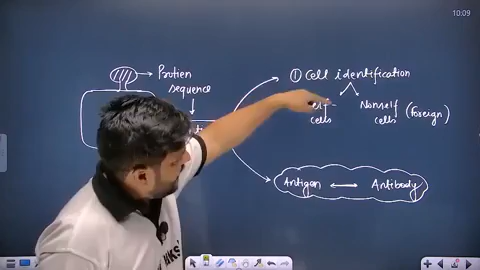 10:09
Protien
sequence
① Cell identification
cells
Nonself
cells (foreign)
Antigen ↔ Antibody